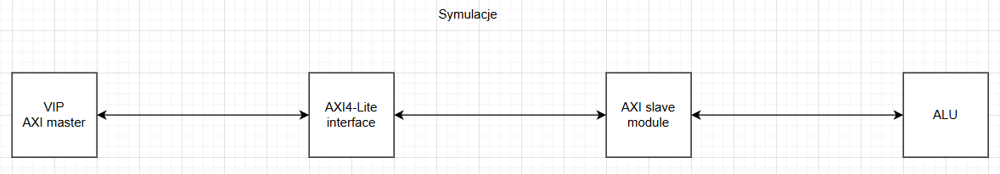 Symulacje
VIP
AXI master
AXI4-Lite
interface
AXI slave
module
ALU